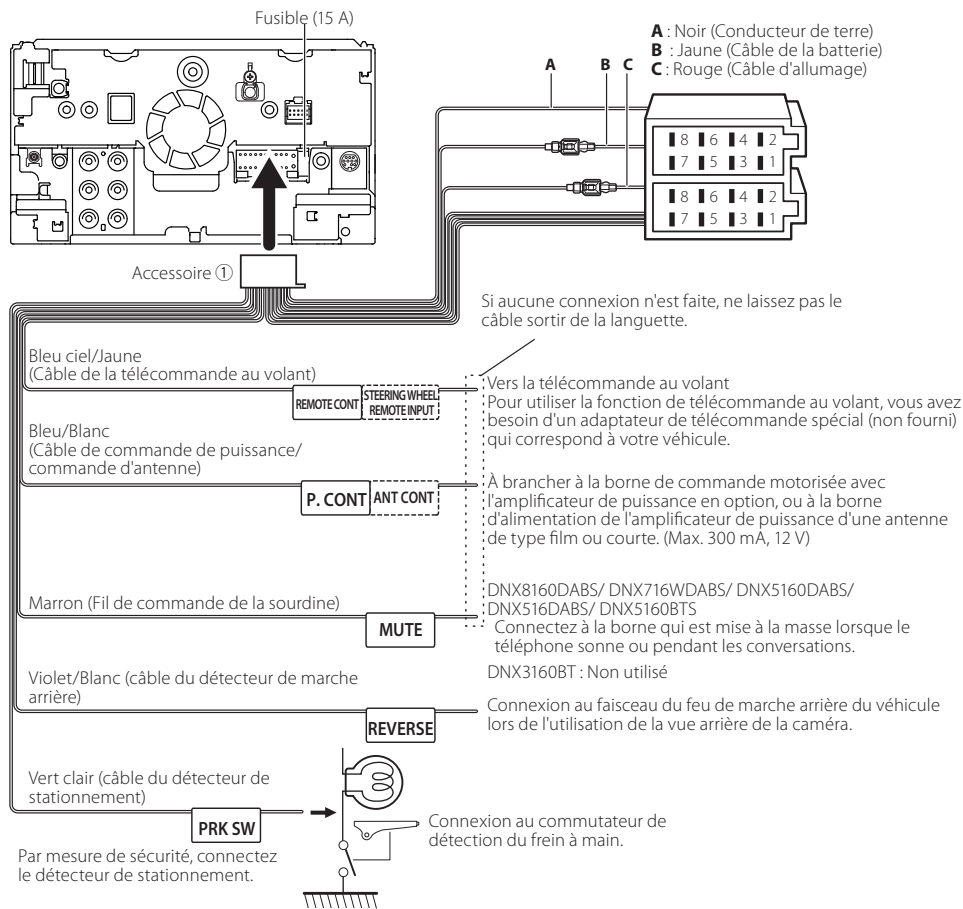 Fusible (15 A)
A : Noir (Conducteur de terre)
B : Jaune (Câble de la batterie)
C : Rouge (Câble d'allumage)
A B C
8 6 4 2
7 5 3 1
8 6 4 2
7 5 3 1
Accessoire ①
Si aucune connexion n'est faite, ne laissez pas le
câble sortir de la languette.
Bleu ciel/Jaune
(Câble de la télécommande au volant)
REMOTE CONT
STEERING WHEEL
REMOTE INPUT
Vers la télécommande au volant
Pour utiliser la fonction de télécommande au volant, vous avez
besoin d'un adaptateur de télécommande spécial (non fourni)
qui correspond à votre véhicule.
Bleu/Blanc
(Câble de commande de puissance/
commande d'antenne)
P. CONT
ANT CONT
À brancher à la borne de commande motorisée avec
l'amplificateur de puissance en option, ou à la borne
d'alimentation de l'amplificateur de puissance d'une antenne
de type film ou courte. (Max. 300 mA, 12 V)
Marron (Fil de commande de la sourdine)
MUTE
DNX8160DABS/ DNX716WDABS/ DNX5160DABS/
DNX516DABS/ DNX5160BTS
Connectez à la borne qui est mise à la masse lorsque le
téléphone sonne ou pendant les conversations.
DNX3160BT : Non utilisé
Violet/Blanc (câble du détecteur de marche
arrière)
REVERSE
Connexion au faisceau du feu de marche arrière du véhicule
lors de l'utilisation de la vue arrière de la caméra.
Vert clair (câble du détecteur de
stationnement)
PRK SW
Connexion au commutateur de
détection du frein à main.
Par mesure de sécurité, connectez
le détecteur de stationnement.